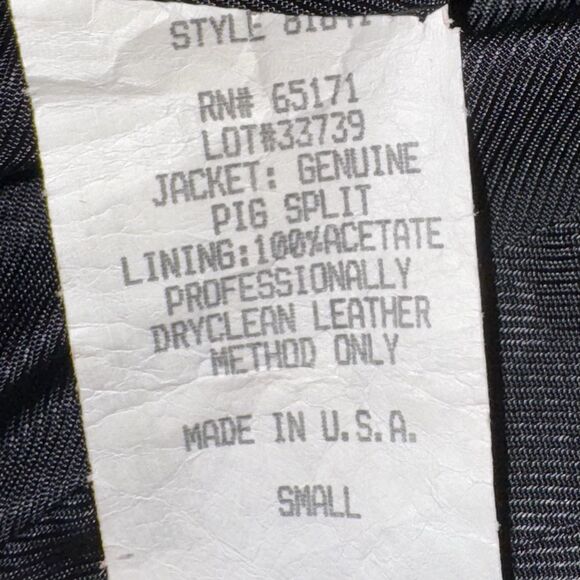 STYLE
RN# 65171
LOT#33739
JACKET: GENUINE
PIG SPLIT
LINING:100%ACETATE
PROFESSIONALLY
DRYCLEAN LEATHER
METHOD ONLY
MADE IN U.S.A.
SMALL